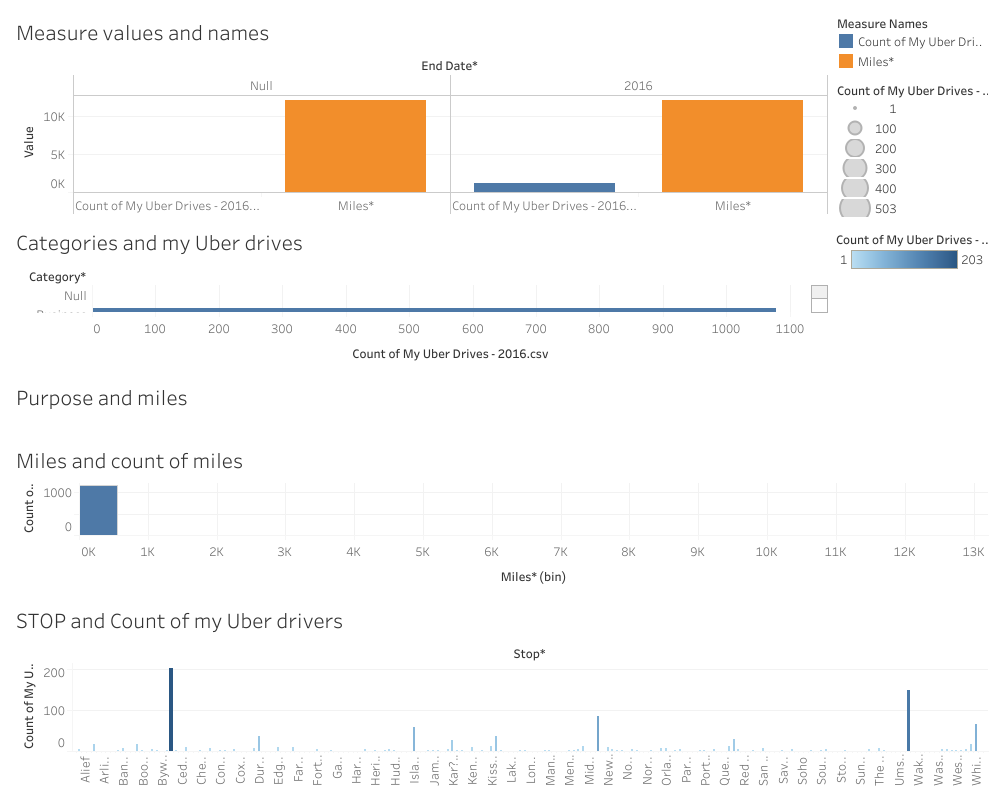 Measure values and names
End Date*
Null
2016
Value
10K
5K
0K
Count of My Uber Drives - 2016...
Miles*
Count of My Uber Drives - 2016...
Miles*
Measure Names
Count of My Uber Dri..
Miles*
Count of My Uber Drives - ..
1
100
200
300
400
503
Count of My Uber Drives - ..
1 203
Categories and my Uber drives
Category*
Null
0 100 200 300 400 500 600 700 800 900 1000 1100
Count of My Uber Drives - 2016.csv
Purpose and miles
Miles and count of miles
Count o..
1000
0
0K 1K 2K 3K 4K 5K 6K 7K 8K 9K 10K 11K 12K 13K
Miles* (bin)
STOP and Count of my Uber drivers
Stop*
Count of My U..
200
100
0
Alief Arli.. Ban.. Boo.. Byw.. Ced.. Che.. Con.. Cox.. Dur.. Edg.. Far.. Fort.. Ga.. Har.. Heri.. Hud.. Isla.. Jam.. Kar?.. Ken.. Kiss.. Lak.. Lon.. Man.. Men.. Mid.. New.. No.. Nor.. Orla.. Par.. Port.. Que.. Red .. San .. Sav.. Soho Sou.. Sto.. Sun.. The .. Ums.. Wak.. Was.. Wes.. Whi..